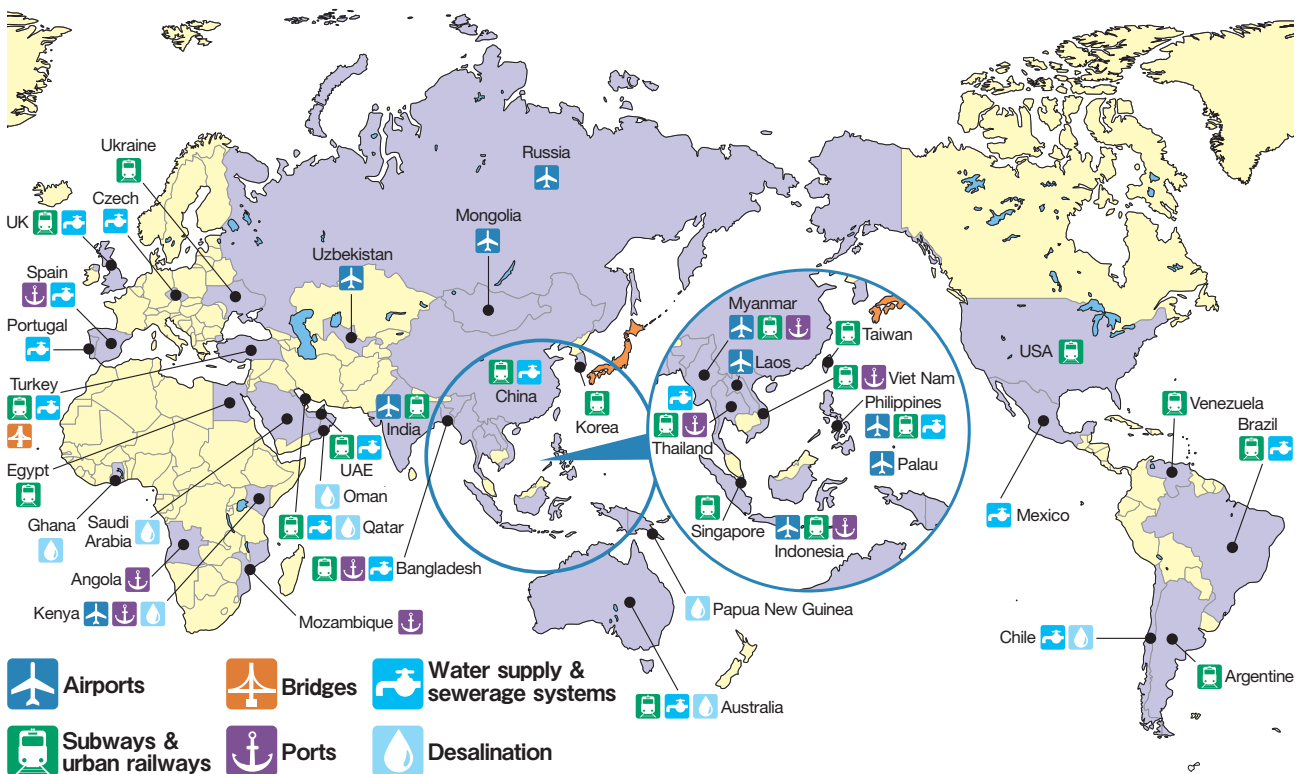 Ukraine
Czech
UK
Spain
Portugal
Turkey
Egypt
Ghana
Saudi
Arabia
Angola
Kenya
Mozambique
Russia
Mongolia
Uzbekistan
China
India
Korea
UAE
Oman
Qatar
Bangladesh
Myanmar
Laos
Taiwan
Viet Nam
Philippines
Thailand
Palau
Singapore
Indonesia
Papua New Guinea
Australia
USA
Mexico
Venezuela
Brazil
Chile
Argentine
Airports
Bridges
Water supply &
sewerage systems
Subways &
urban railways
Ports
Desalination